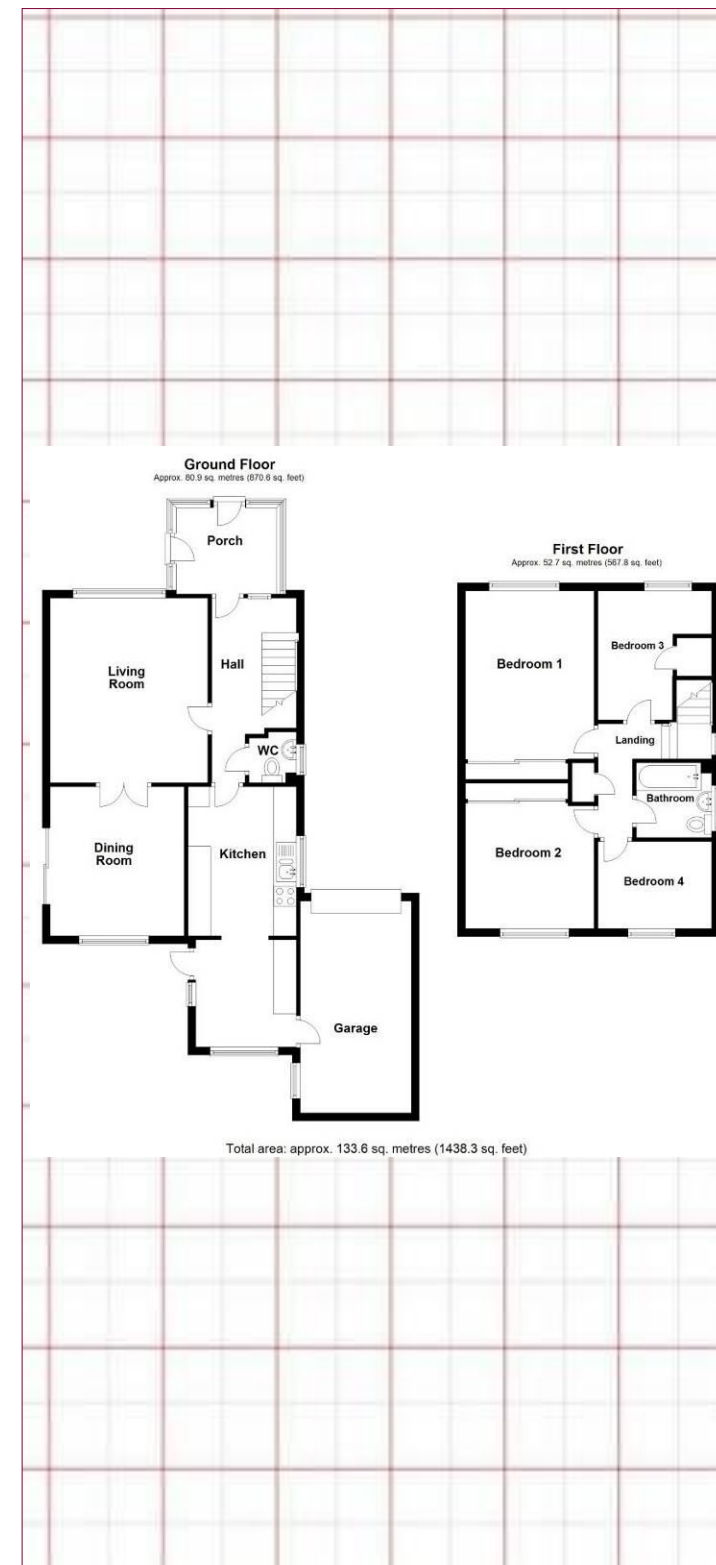 Ground Floor
Approx. 80.9 sq. metres (870.6 sq. feet)
Porch
Living
Room
Hall
WC
Dining
Room
Kitchen
Garage
First Floor
Approx. 52.7 sq. metres (567.8 sq. feet)
Bedroom 1
Bedroom 3
Landing
Bathroom
Bedroom 2
Bedroom 4
Total area: approx. 133.6 sq. metres (1438.3 sq. feet)